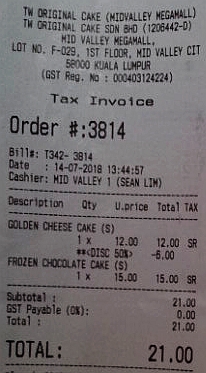 TW ORIGINAL CAKE (MIDVALLEY MEGAMALL)
TW ORIGINAL CAKE SDN BHD (1206442-D)
MID VALLEY MEGAMALL,
LOT NO. F-029, 1ST FLOOR, MID VALLEY CIT
58000 KUALA LUMPUR
(GST Reg. No : 000403124224)
Tax Invoice
Order #:3814
Bill#: T342- 3814
Date : 14-07-2018 13:44:57
Cashier: MID VALLEY 1 (SEAN LIM)
Description Qty U.price Total TAX
GOLDEN CHEESE CAKE (S)
1 x 12.00 12.00 SR
**<DISC 50%> -6.00
FROZEN CHOCOLATE CAKE (S)
1 x 15.00 15.00 SR
Subtotal : 21.00
GST Payable (0%): 0.00
Total : 21.00
TOTAL: 21.00